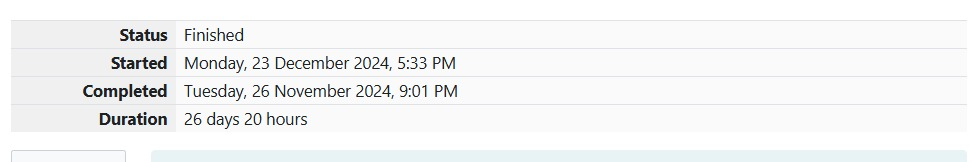 Status Finished
Started Monday, 23 December 2024, 5:33 PM
Completed Tuesday, 26 November 2024, 9:01 PM
Duration 26 days 20 hours